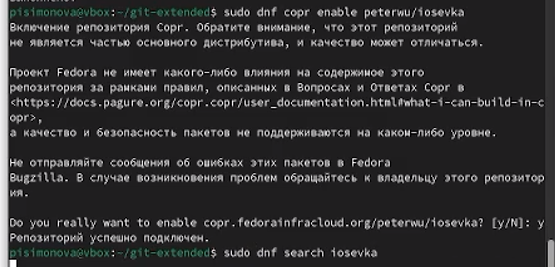 pisimonova@vbox:~/git-extended$ sudo dnf copr enable peterwu/iosevka
Включение репозитория Copr. Обратите внимание, что этот репозиторий
не является частью основного дистрибутива, и качество может отличаться.
Проект Fedora не имеет какого-либо влияния на содержимое этого
репозитория за рамками правил, описанных в Вопросах и Ответах Copr в
<https://docs.pagure.org/copr.copr/user_documentation.html#what-i-can-build-in-c
opr>,
а качество и безопасность пакетов не поддерживаются на каком-либо уровне.
Не отправляйте сообщения об ошибках этих пакетов в Fedora
Bugzilla. В случае возникновения проблем обращайтесь к владельцу этого репозитор
ия.
Do you really want to enable copr.fedorainfracloud.org/peterwu/iosevka? [y/N]: y
Репозиторий успешно подключен.
pisimonova@vbox:~/git-extended$ sudo dnf search iosevka